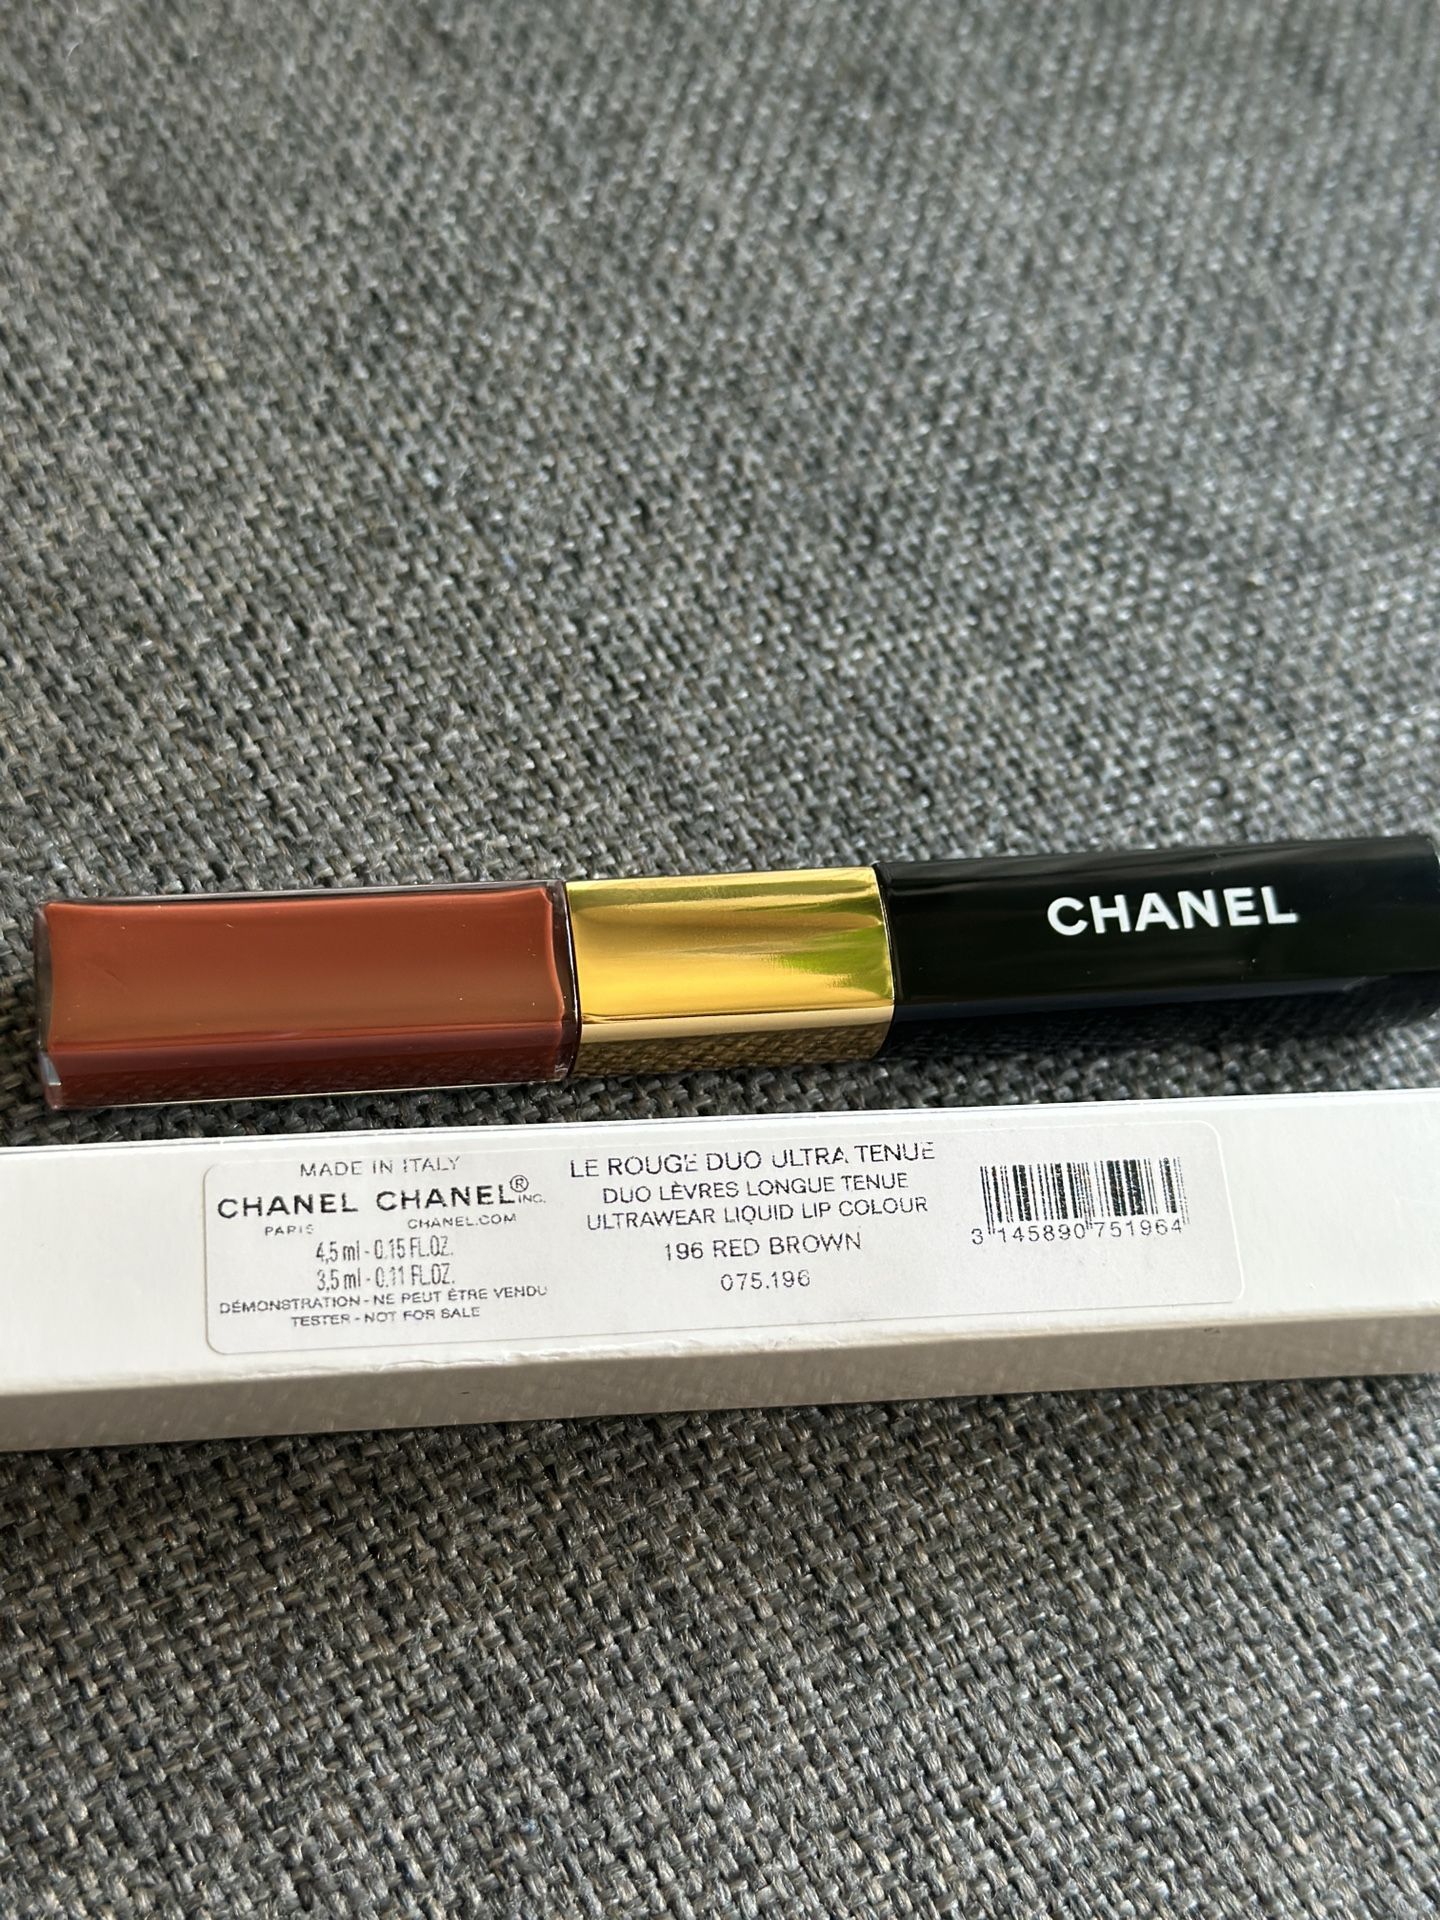 CHANEL
MADE IN ITALY
CHANEL CHANEL® INC.
PARIS CHANEL.COM
4,5 ml - 0.15 FL.OZ.
3,5 ml - 0.11 FL.OZ.
DÉMONSTRATION - NE PEUT ÊTRE VENDU
TESTER - NOT FOR SALE
LE ROUGE DUO ULTRA TENUE
DUO LÈVRES LONGUE TENUE
ULTRAWEAR LIQUID LIP COLOUR
196 RED BROWN
075.196
3 145890 751964